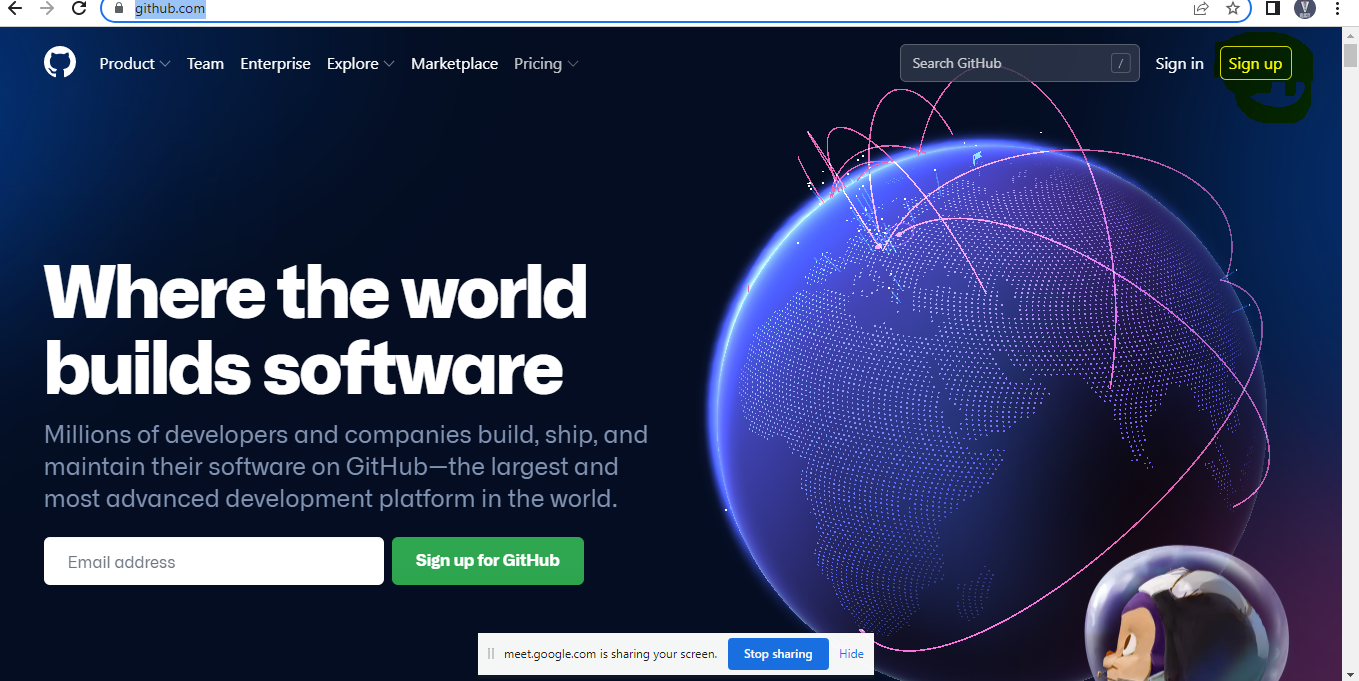 github.com
Product Team Enterprise Explore Marketplace Pricing Search GitHub / Sign in Sign up
Where the world
builds software
Millions of developers and companies build, ship, and
maintain their software on GitHub—the largest and
most advanced development platform in the world.
Email address Sign up for GitHub
meet.google.com is sharing your screen. Stop sharing Hide